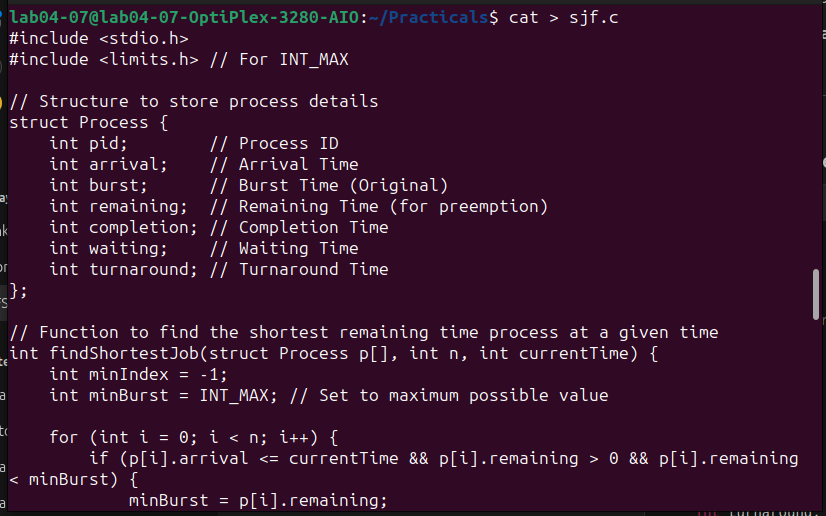 lab04-07@lab04-07-OptiPlex-3280-AIO:~/Practicals$ cat > sjf.c
#include <stdio.h>
#include <limits.h> // For INT_MAX

// Structure to store process details
struct Process {
    int pid;        // Process ID
    int arrival;    // Arrival Time
    int burst;      // Burst Time (Original)
    int remaining;  // Remaining Time (for preemption)
    int completion; // Completion Time
    int waiting;    // Waiting Time
    int turnaround; // Turnaround Time
};

// Function to find the shortest remaining time process at a given time
int findShortestJob(struct Process p[], int n, int currentTime) {
    int minIndex = -1;
    int minBurst = INT_MAX; // Set to maximum possible value

    for (int i = 0; i < n; i++) {
        if (p[i].arrival <= currentTime && p[i].remaining > 0 && p[i].remaining
< minBurst) {
            minBurst = p[i].remaining;